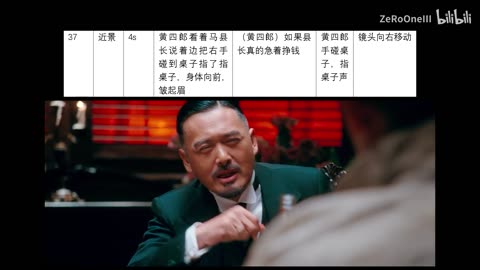 ZeRoOneIII bilibili
37 近景 4s 黄四郎看着马县 （黄四郎）如果县 黄四郎 镜头向右移动
长说着边把右手 长真的急着挣钱 手碰桌
碰到桌子指了指 子，指
桌子，身体向前， 桌子声
皱起眉